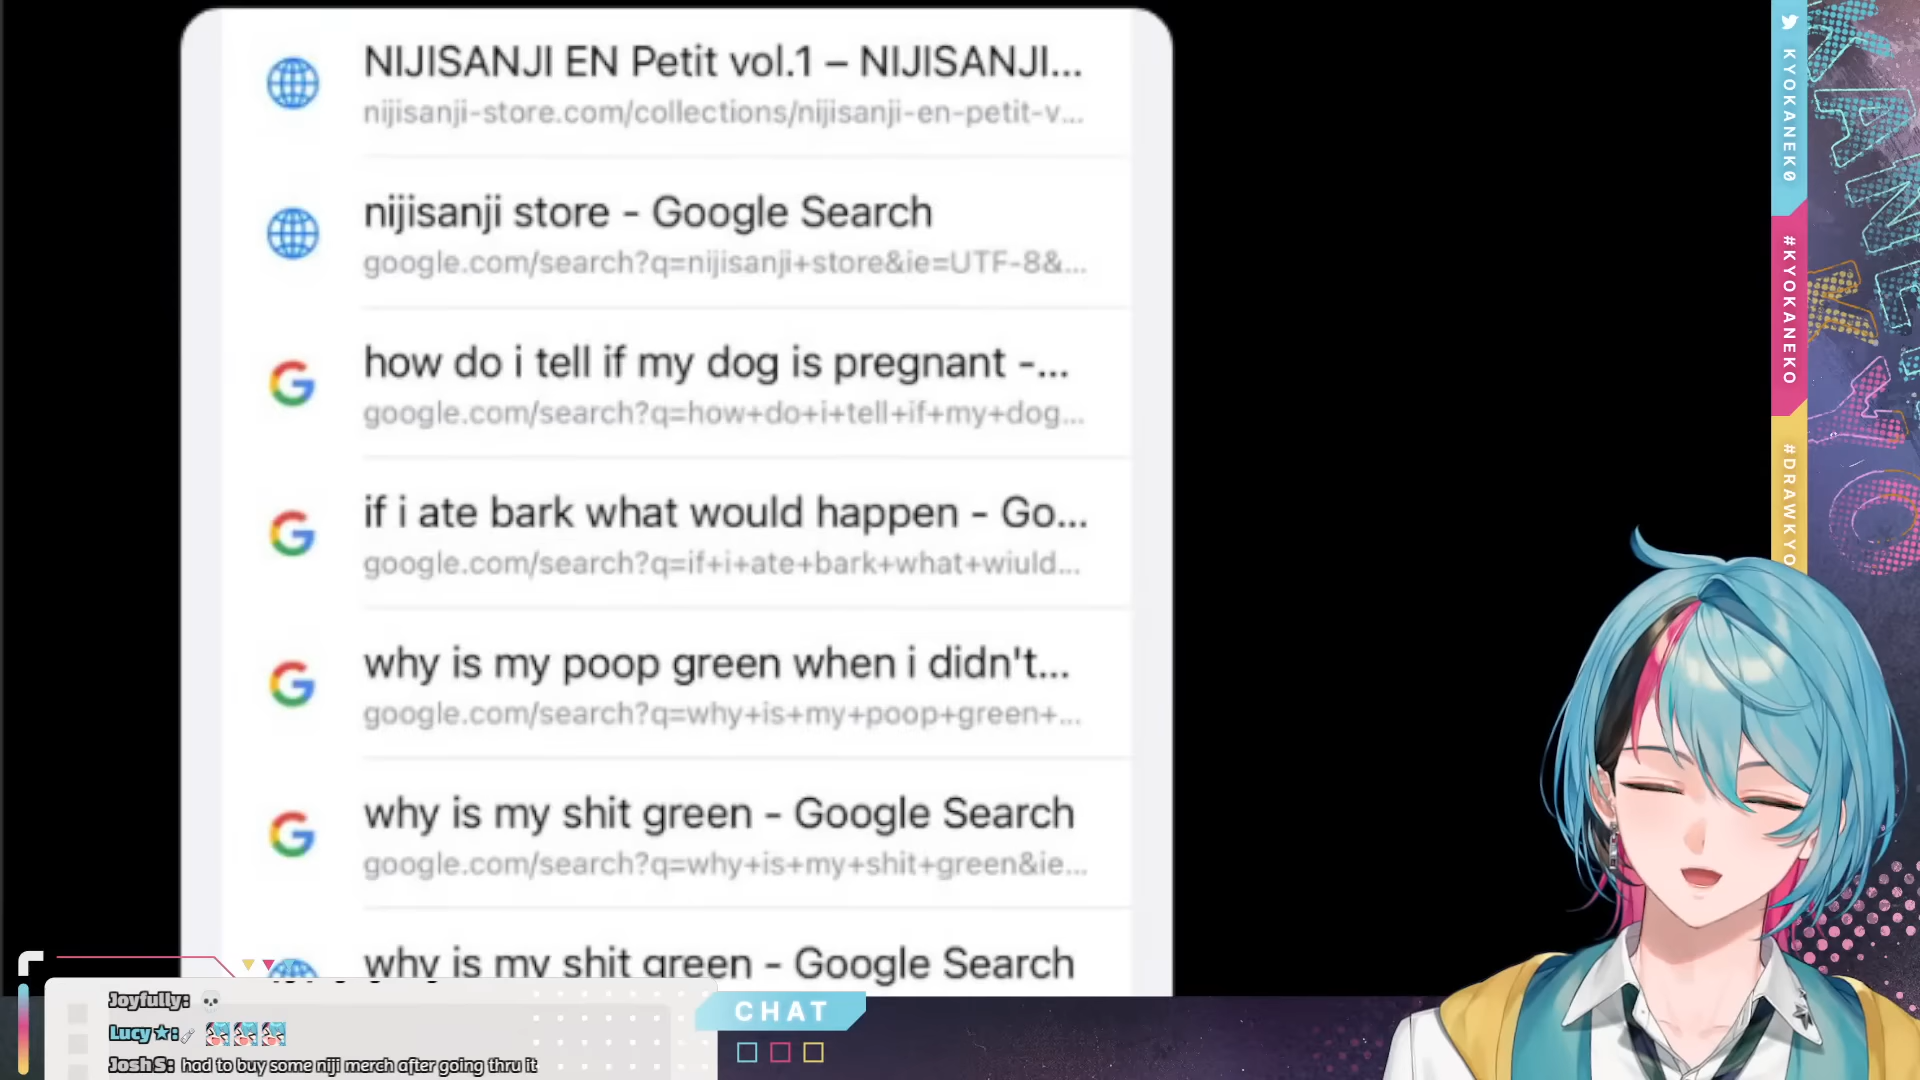 NIJISANJI EN Petit vol.1 – NIJISANJI...
nijisanji-store.com/collections/nijisanji-en-petit-v...
nijisanji store - Google Search
google.com/search?q=nijisanji+store&ie=UTF-8&...
how do i tell if my dog is pregnant -...
google.com/search?q=how+do+i+tell+if+my+dog...
if i ate bark what would happen - Go...
google.com/search?q=if+i+ate+bark+what+wiuld...
why is my poop green when i didn't...
google.com/search?q=why+is+my+poop+green+...
why is my shit green - Google Search
google.com/search?q=why+is+my+shit+green&ie...
why is my shit green - Google Search
Joyfully:
Lucy★:
JoshS: had to buy some niji merch after going thru it
CHAT
KYOKANEK0
#KYOKANEKO
#DRAWKYO